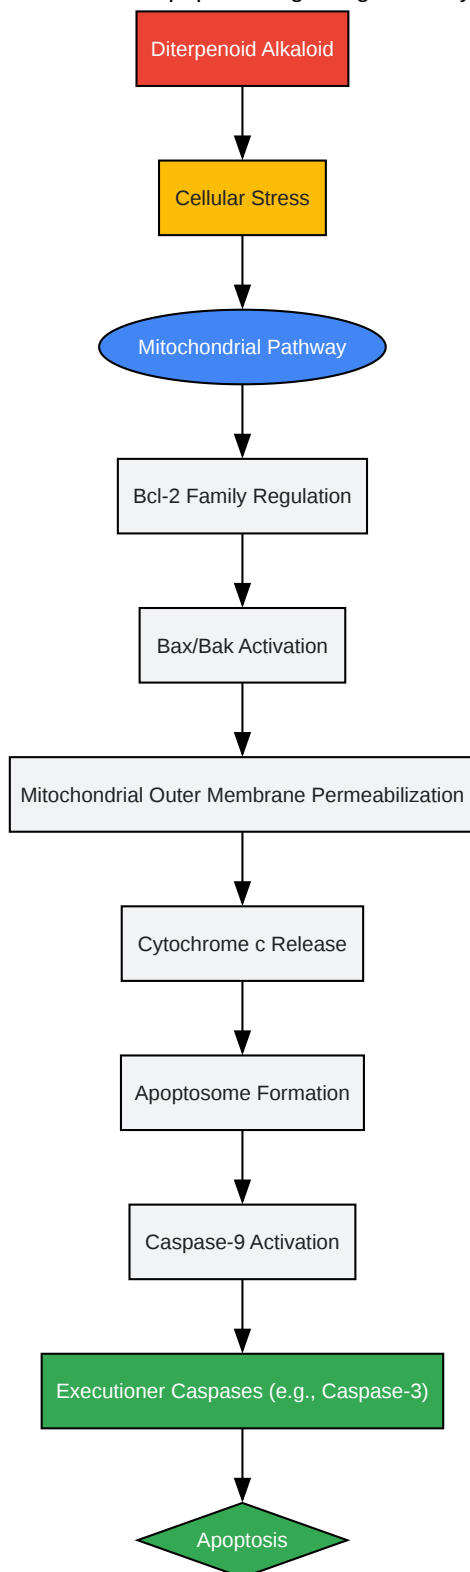 Diterpenoid Alkaloid
Cellular Stress
Mitochondrial Pathway
Bcl-2 Family Regulation
Bax/Bak Activation
Mitochondrial Outer Membrane Permeabilization
Cytochrome c Release
Apoptosome Formation
Caspase-9 Activation
Executioner Caspases (e.g., Caspase-3)
Apoptosis